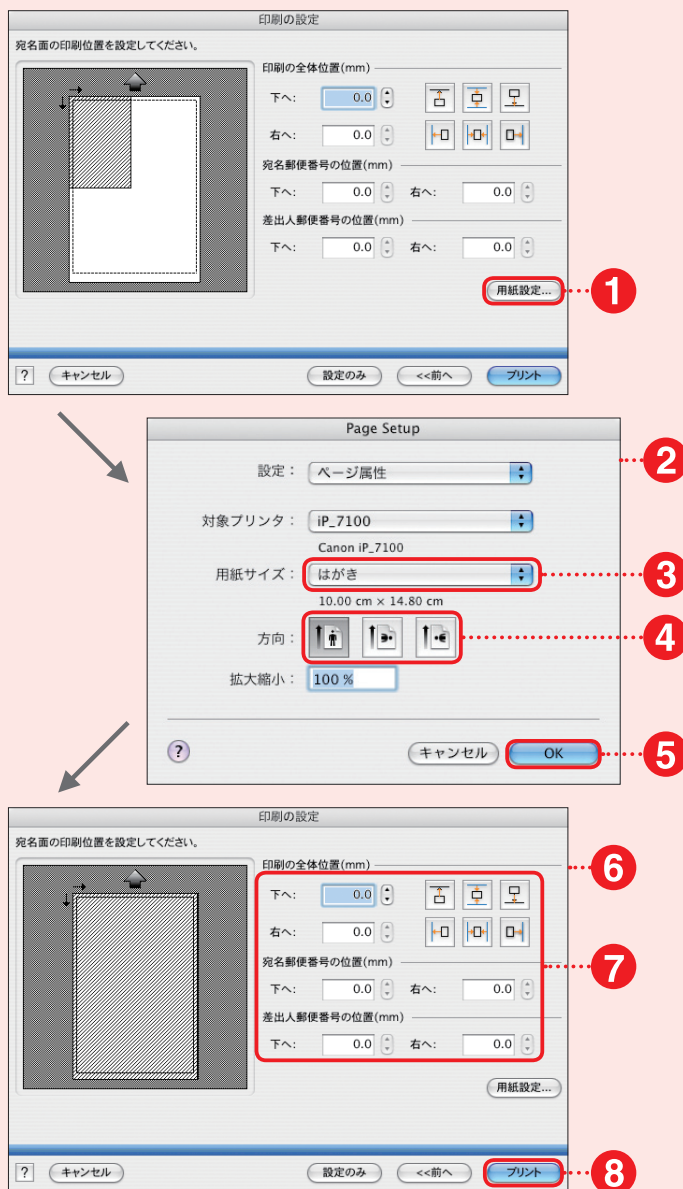 印刷の設定
宛名面の印刷位置を設定してください。
印刷の全体位置(mm)
下へ: 0.0
右へ: 0.0
宛名郵便番号の位置(mm)
下へ: 0.0 右へ: 0.0
差出人郵便番号の位置(mm)
下へ: 0.0 右へ: 0.0
用紙設定... 1
? キャンセル 設定のみ <<前へ プリント
Page Setup
2
設定： ページ属性
対象プリンタ： iP_7100
Canon iP_7100
用紙サイズ： はがき 3
10.00 cm × 14.80 cm
方向： 4
拡大縮小： 100 %
? キャンセル OK 5
印刷の設定
宛名面の印刷位置を設定してください。
印刷の全体位置(mm) 6
下へ: 0.0
右へ: 0.0
宛名郵便番号の位置(mm) 7
下へ: 0.0 右へ: 0.0
差出人郵便番号の位置(mm)
下へ: 0.0 右へ: 0.0
用紙設定...
? キャンセル 設定のみ <<前へ プリント 8